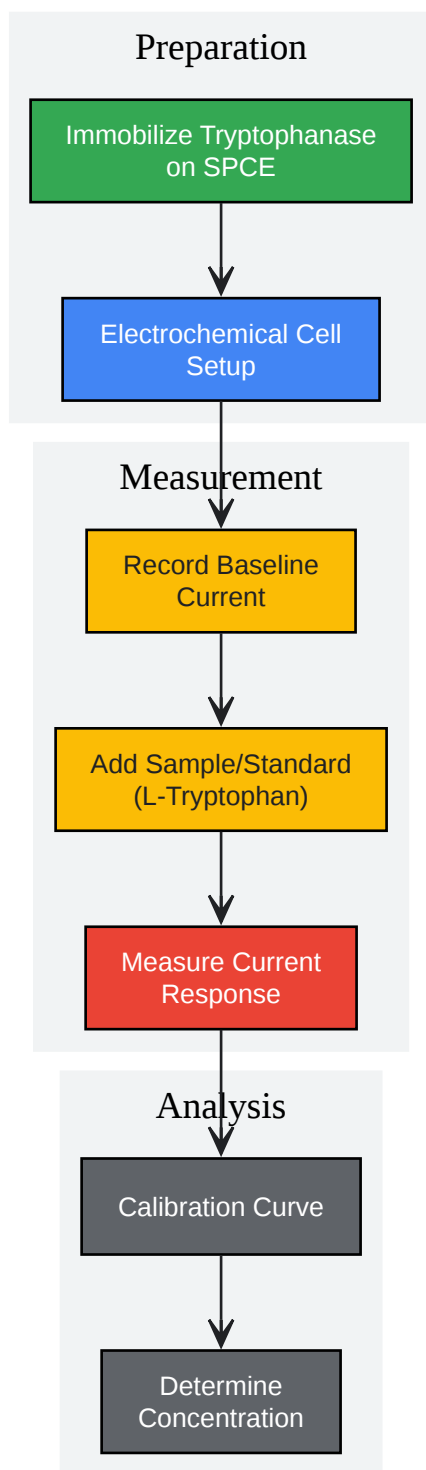 Preparation
Immobilize Tryptophanase
on SPCE
Electrochemical Cell
Setup
Measurement
Record Baseline
Current
Add Sample/Standard
(L-Tryptophan)
Measure Current
Response
Analysis
Calibration Curve
Determine
Concentration